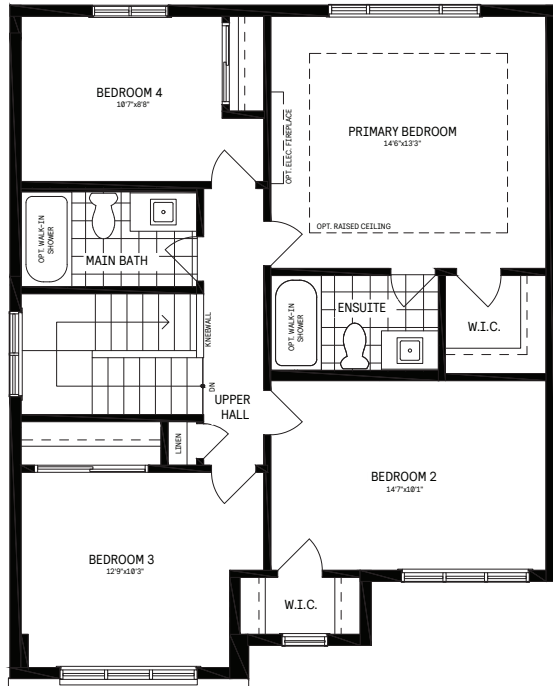 BEDROOM 4
10'7"x8'8"
PRIMARY BEDROOM
14'6"x13'3"
OPT. ELEC. FIREPLACE
OPT. RAISED CEILING
OPT. WALK-IN
SHOWER
MAIN BATH
ENSUITE
OPT. WALK-IN
SHOWER
W.I.C.
KNEEWALL
DN
UPPER
HALL
LINEN
BEDROOM 2
14'7"x10'1"
BEDROOM 3
12'9"x10'3"
W.I.C.